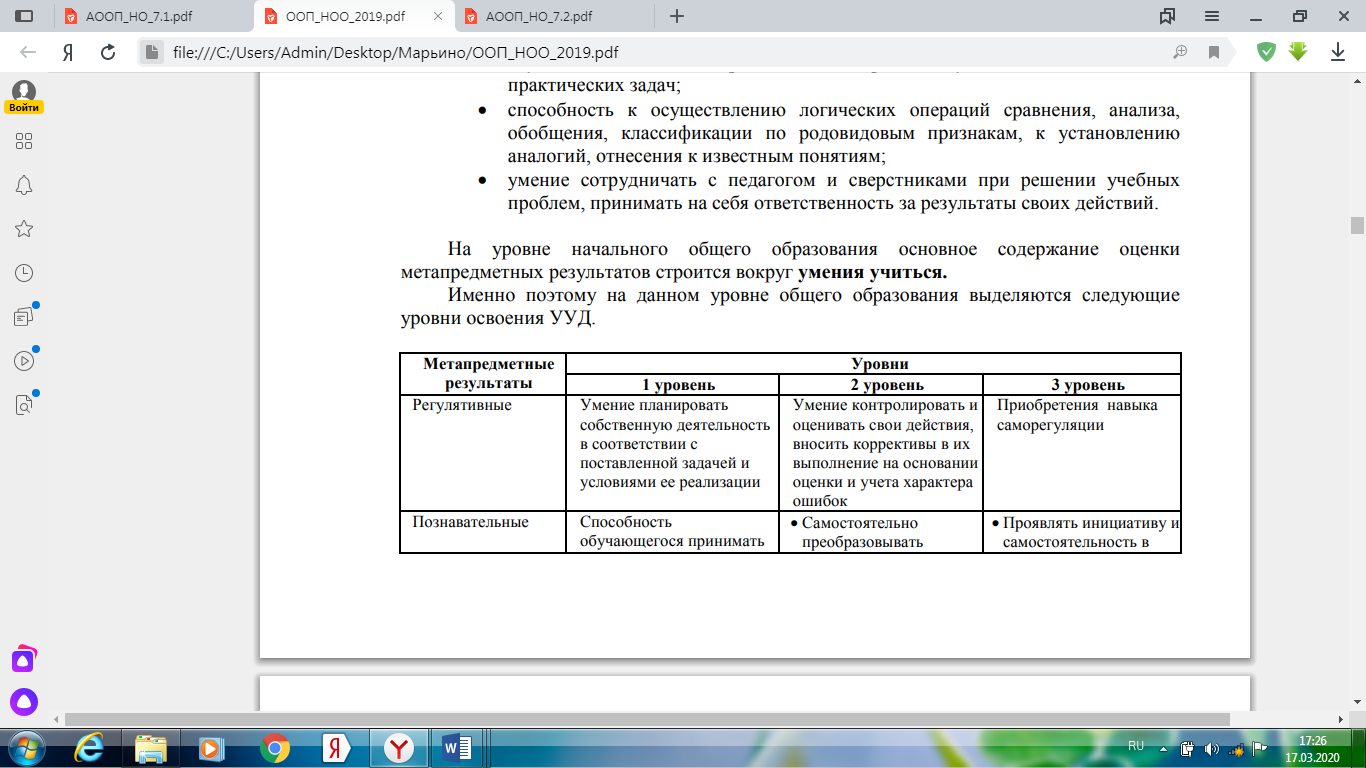 АООП_НО_7.1.pdf
ООП_НОО_2019.pdf
АООП_НО_7.2.pdf
Я
file:///C:/Users/Admin/Desktop/Марьино/ООП_НОО_2019.pdf
Войти
практических задач;
• способность к осуществлению логических операций сравнения, анализа,
обобщения, классификации по родовидовым признакам, к установлению
аналогий, отнесения к известным понятиям;
• умение сотрудничать с педагогом и сверстниками при решении учебных
проблем, принимать на себя ответственность за результаты своих действий.
На уровне начального общего образования основное содержание оценки
метапредметных результатов строится вокруг умения учиться.
Именно поэтому на данном уровне общего образования выделяются следующие
уровни освоения УУД.
Метапредметные
результаты
Уровни
1 уровень
2 уровень
3 уровень
Регулятивные
Умение планировать
собственную деятельность
в соответствии с
поставленной задачей и
условиями ее реализации
Умение контролировать и
оценивать свои действия,
вносить коррективы в их
выполнение на основании
оценки и учета характера
ошибок
Приобретения навыка
саморегуляции
Познавательные
Способность
обучающегося принимать
• Самостоятельно
преобразовывать
• Проявлять инициативу и
самостоятельность в
Я
RU
17:26
17.03.2020